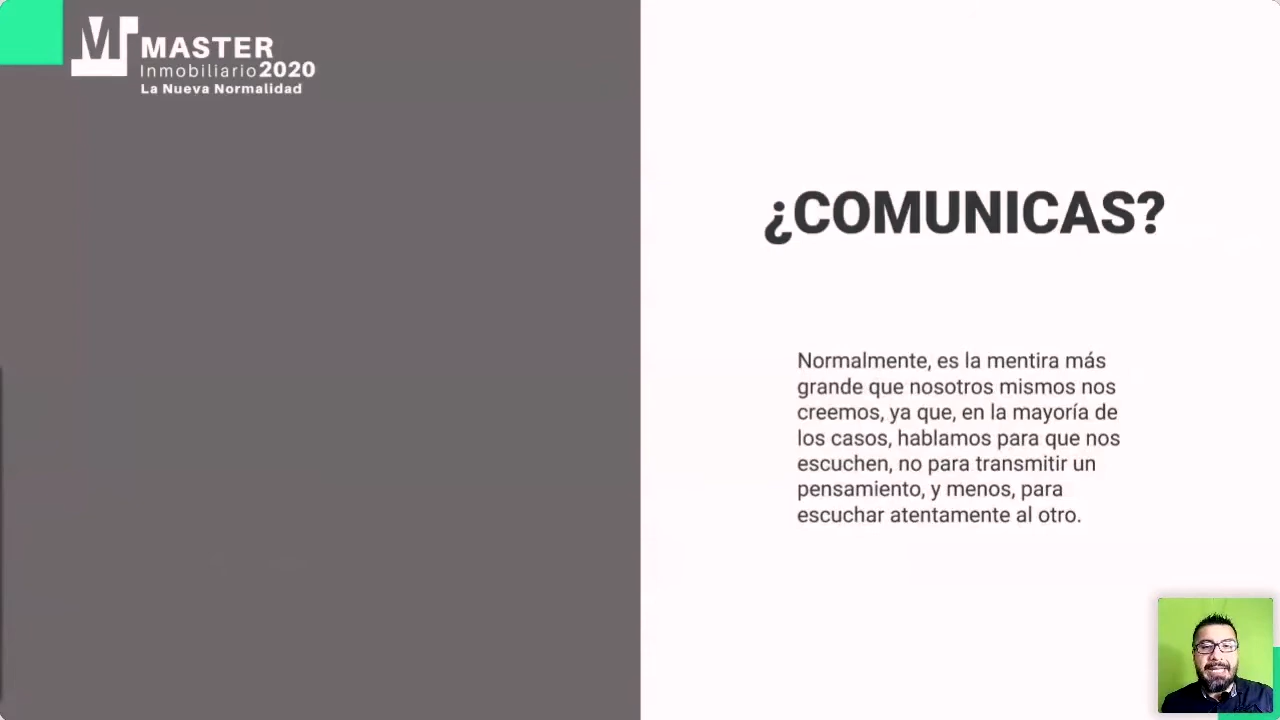 MASTER
Inmobiliario 2020
La Nueva Normalidad
¿COMUNICAS?
Normalmente, es la mentira más
grande que nosotros mismos nos
creemos, ya que, en la mayoría de
los casos, hablamos para que nos
escuchen, no para transmitir un
pensamiento, y menos, para
escuchar atentamente al otro.